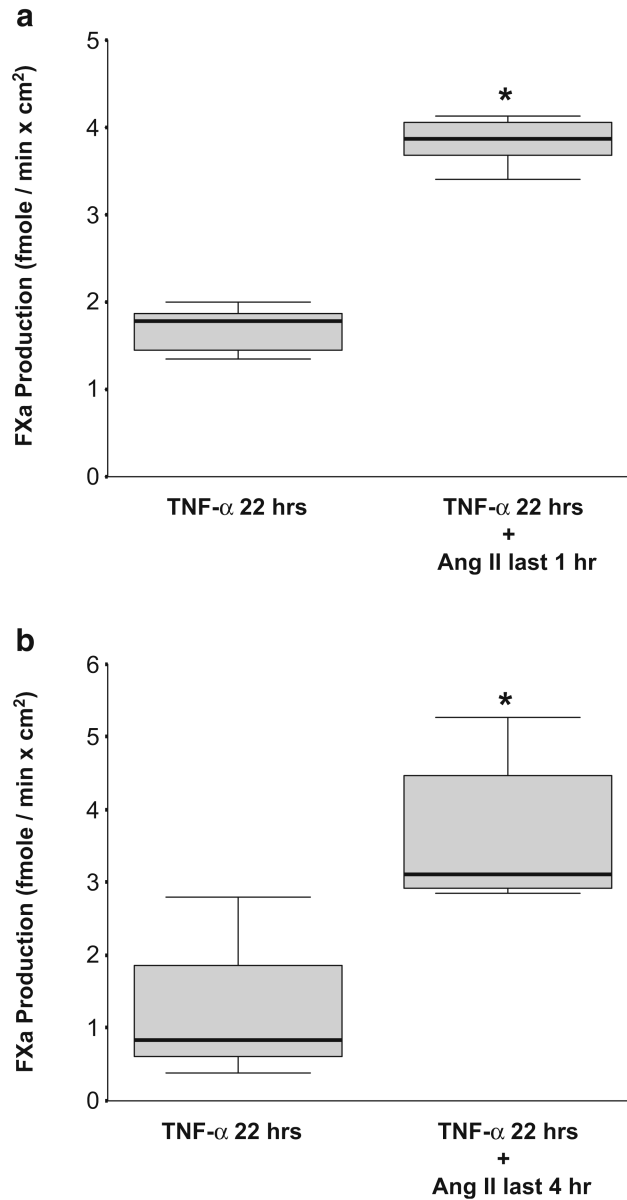 a
FXa Production (fmole / min x cm²)
5
4
3
2
1
0
*
TNF-α 22 hrs
TNF-α 22 hrs
+
Ang II last 1 hr
b
FXa Production (fmole / min x cm²)
6
5
4
3
2
1
0
*
TNF-α 22 hrs
TNF-α 22 hrs
+
Ang II last 4 hr